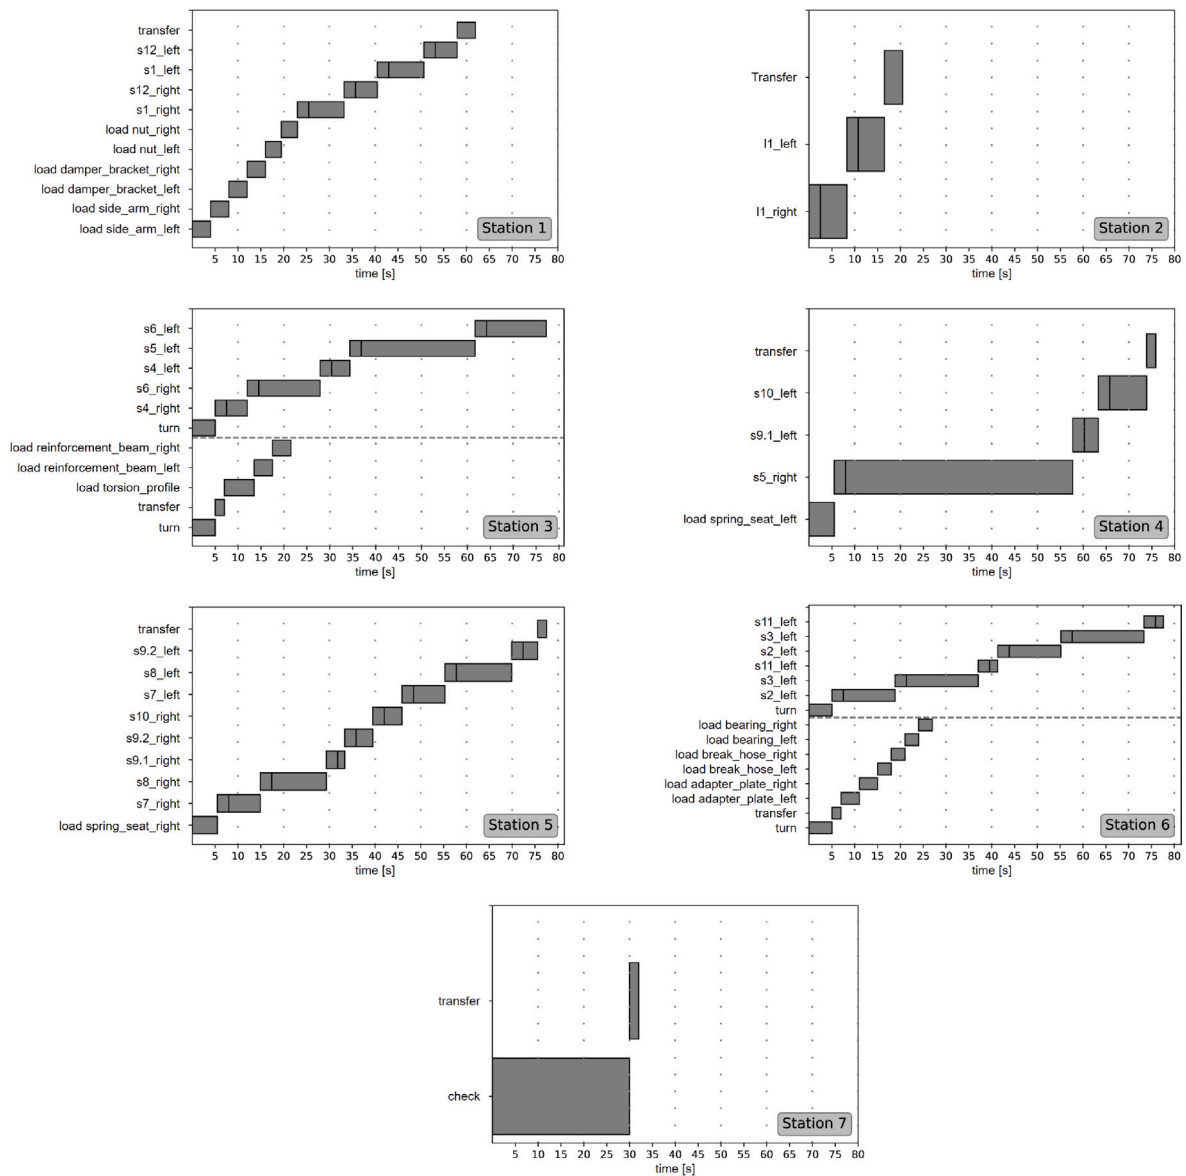 transfer
s12_left
s1_left
s12_right
s1_right
load nut_right
load nut_left
load damper_bracket_right
load damper_bracket_left
load side_arm_right
load side_arm_left
Station 1
5 10 15 20 25 30 35 40 45 50 55 60 65 70 75 80
time [s]
Transfer
l1_left
l1_right
Station 2
5 10 15 20 25 30 35 40 45 50 55 60 65 70 75 80
time [s]
s6_left
s5_left
s4_left
s6_right
s4_right
turn
load reinforcement_beam_right
load reinforcement_beam_left
load torsion_profile
transfer
turn
Station 3
5 10 15 20 25 30 35 40 45 50 55 60 65 70 75 80
time [s]
transfer
s10_left
s9.1_left
s5_right
load spring_seat_left
Station 4
5 10 15 20 25 30 35 40 45 50 55 60 65 70 75 80
time [s]
transfer
s9.2_left
s8_left
s7_left
s10_right
s9.2_right
s9.1_right
s8_right
s7_right
load spring_seat_right
Station 5
5 10 15 20 25 30 35 40 45 50 55 60 65 70 75 80
time [s]
s11_left
s3_left
s2_left
s11_left
s3_left
s2_left
turn
load bearing_right
load bearing_left
load break_hose_right
load break_hose_left
load adapter_plate_right
load adapter_plate_left
transfer
turn
Station 6
5 10 15 20 25 30 35 40 45 50 55 60 65 70 75 80
time [s]
transfer
check
Station 7
5 10 15 20 25 30 35 40 45 50 55 60 65 70 75 80
time [s]